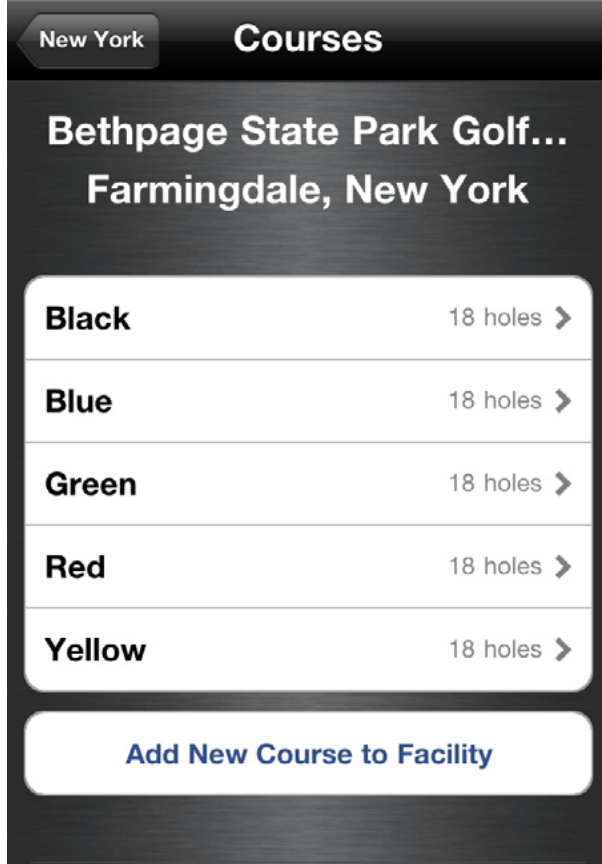 New York
Courses
Bethpage State Park Golf...
Farmingdale, New York
Black 18 holes
Blue 18 holes
Green 18 holes
Red 18 holes
Yellow 18 holes
Add New Course to Facility